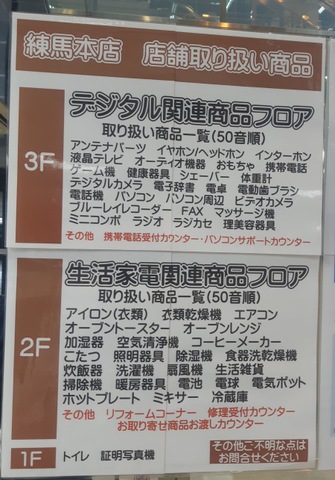 練馬本店 店舗取り扱い商品
3F
デジタル関連商品フロア
取り扱い商品一覧(50音順)
アンテナパーツ イヤホン/ヘッドホン インターホン
液晶テレビ オーディオ機器 おもちゃ 携帯電話
ゲーム機 健康器具 シェーバー 体重計
デジタルカメラ 電子辞書 電卓 電動歯ブラシ
電話機 パソコン パソコン周辺 ビデオカメラ
ブルーレイレコーダー FAX マッサージ機
ミニコンポ ラジオ ラジカセ 理美容器具
その他 携帯電話受付カウンター・パソコンサポートカウンター
2F
生活家電関連商品フロア
取り扱い商品一覧(50音順)
アイロン(衣類) 衣類乾燥機 エアコン
オーブントースター オーブンレンジ
加湿器 空気清浄機 コーヒーメーカー
こたつ 照明器具 除湿機 食器洗乾燥機
炊飯器 洗濯機 扇風機 生活雑貨
掃除機 暖房器具 電池 電球 電気ポット
ホットプレート ミキサー 冷蔵庫
その他 リフォームコーナー 修理受付カウンター
お取り寄せ商品お渡しカウンター
1F
トイレ 証明写真機
その他ご不明な点は
お問合せください